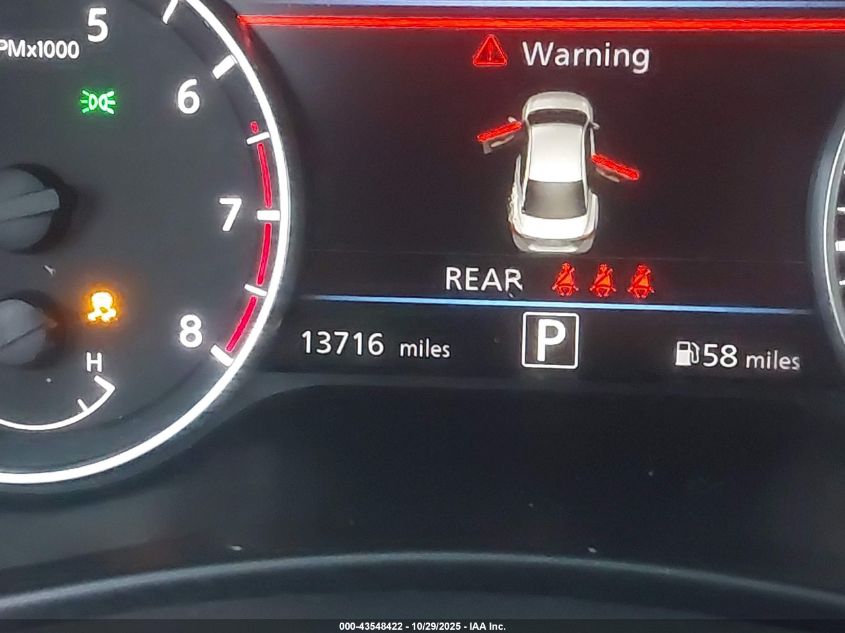 5
PMx1000
6
7
8
H
Warning
REAR
13716 miles
P
58 miles
000-43548422 - 10/29/2025 - IAA Inc.